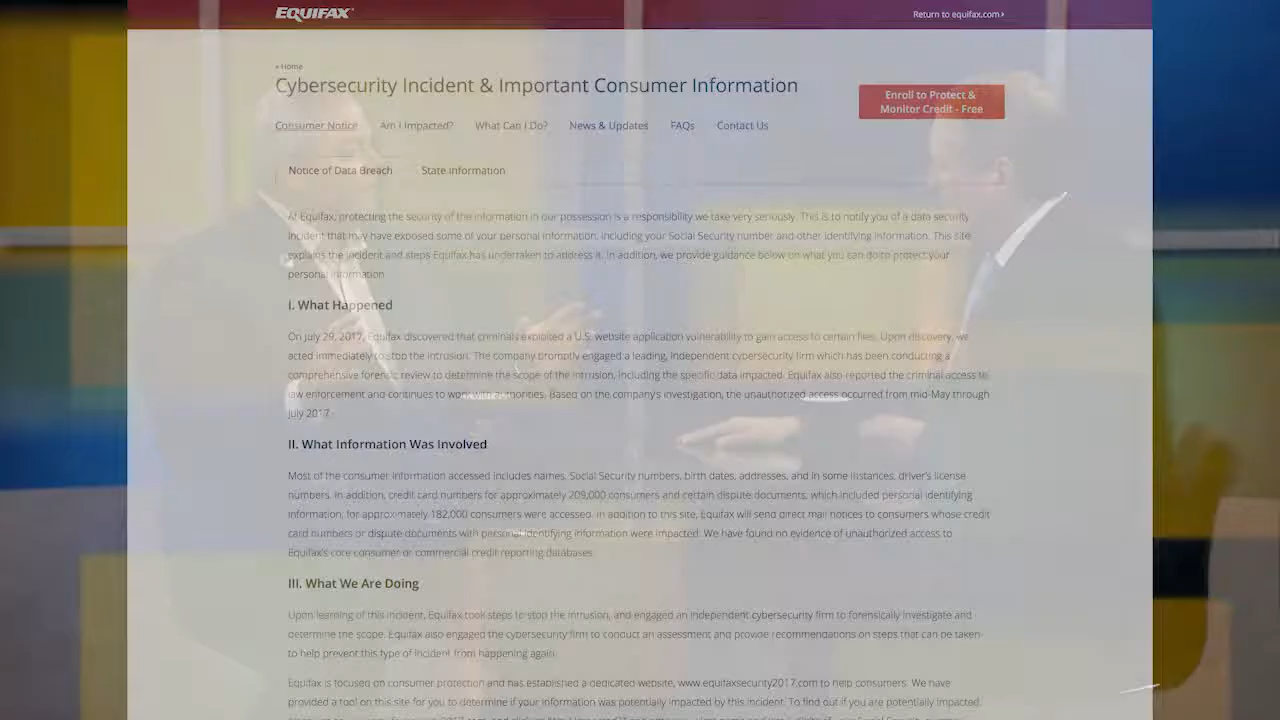 EQUIFAX
Return to equifax.com
« Home
Cybersecurity Incident & Important Consumer Information
Enroll to Protect &
Monitor Credit - Free
Consumer Notice Am I Impacted? What Can I Do? News & Updates FAQs Contact Us
Notice of Data Breach State Information
At Equifax, protecting the security of the information in our possession is a responsibility we take very seriously. This is to notify you of a data security
incident that may have exposed some of your personal information, including your Social Security number and other identifying information. This site
explains the incident and steps Equifax has undertaken to address it. In addition, we provide guidance below on what you can do to protect your
personal information.
I. What Happened
On July 29, 2017, Equifax discovered that criminals exploited a U.S. website application vulnerability to gain access to certain files. Upon discovery, we
acted immediately to stop the intrusion. The company promptly engaged a leading, independent cybersecurity firm which has been conducting a
comprehensive forensic review to determine the scope of the intrusion, including the specific data impacted. Equifax also reported the criminal access to
law enforcement and continues to work with authorities. Based on the company's investigation, the unauthorized access occurred from mid-May through
July 2017.
II. What Information Was Involved
Most of the consumer information accessed includes names, Social Security numbers, birth dates, addresses, and in some instances, driver's license
numbers. In addition, credit card numbers for approximately 209,000 consumers and certain dispute documents, which included personal identifying
information, for approximately 182,000 consumers were accessed. In addition to this site, Equifax will send direct mail notices to consumers whose credit
card numbers or dispute documents with personal identifying information were impacted. We have found no evidence of unauthorized access to
Equifax's core consumer or commercial credit reporting databases.
III. What We Are Doing
Upon learning of this incident, Equifax took steps to stop the intrusion, and engaged an independent cybersecurity firm to forensically investigate and
determine the scope. Equifax also engaged the cybersecurity firm to conduct an assessment and provide recommendations on steps that can be taken
to help prevent this type of incident from happening again.
Equifax is focused on consumer protection and has established a dedicated website, www.equifaxsecurity2017.com to help consumers. We have
provided a tool on this site for you to determine if your information was potentially impacted by this incident. To find out if you are potentially impacted,